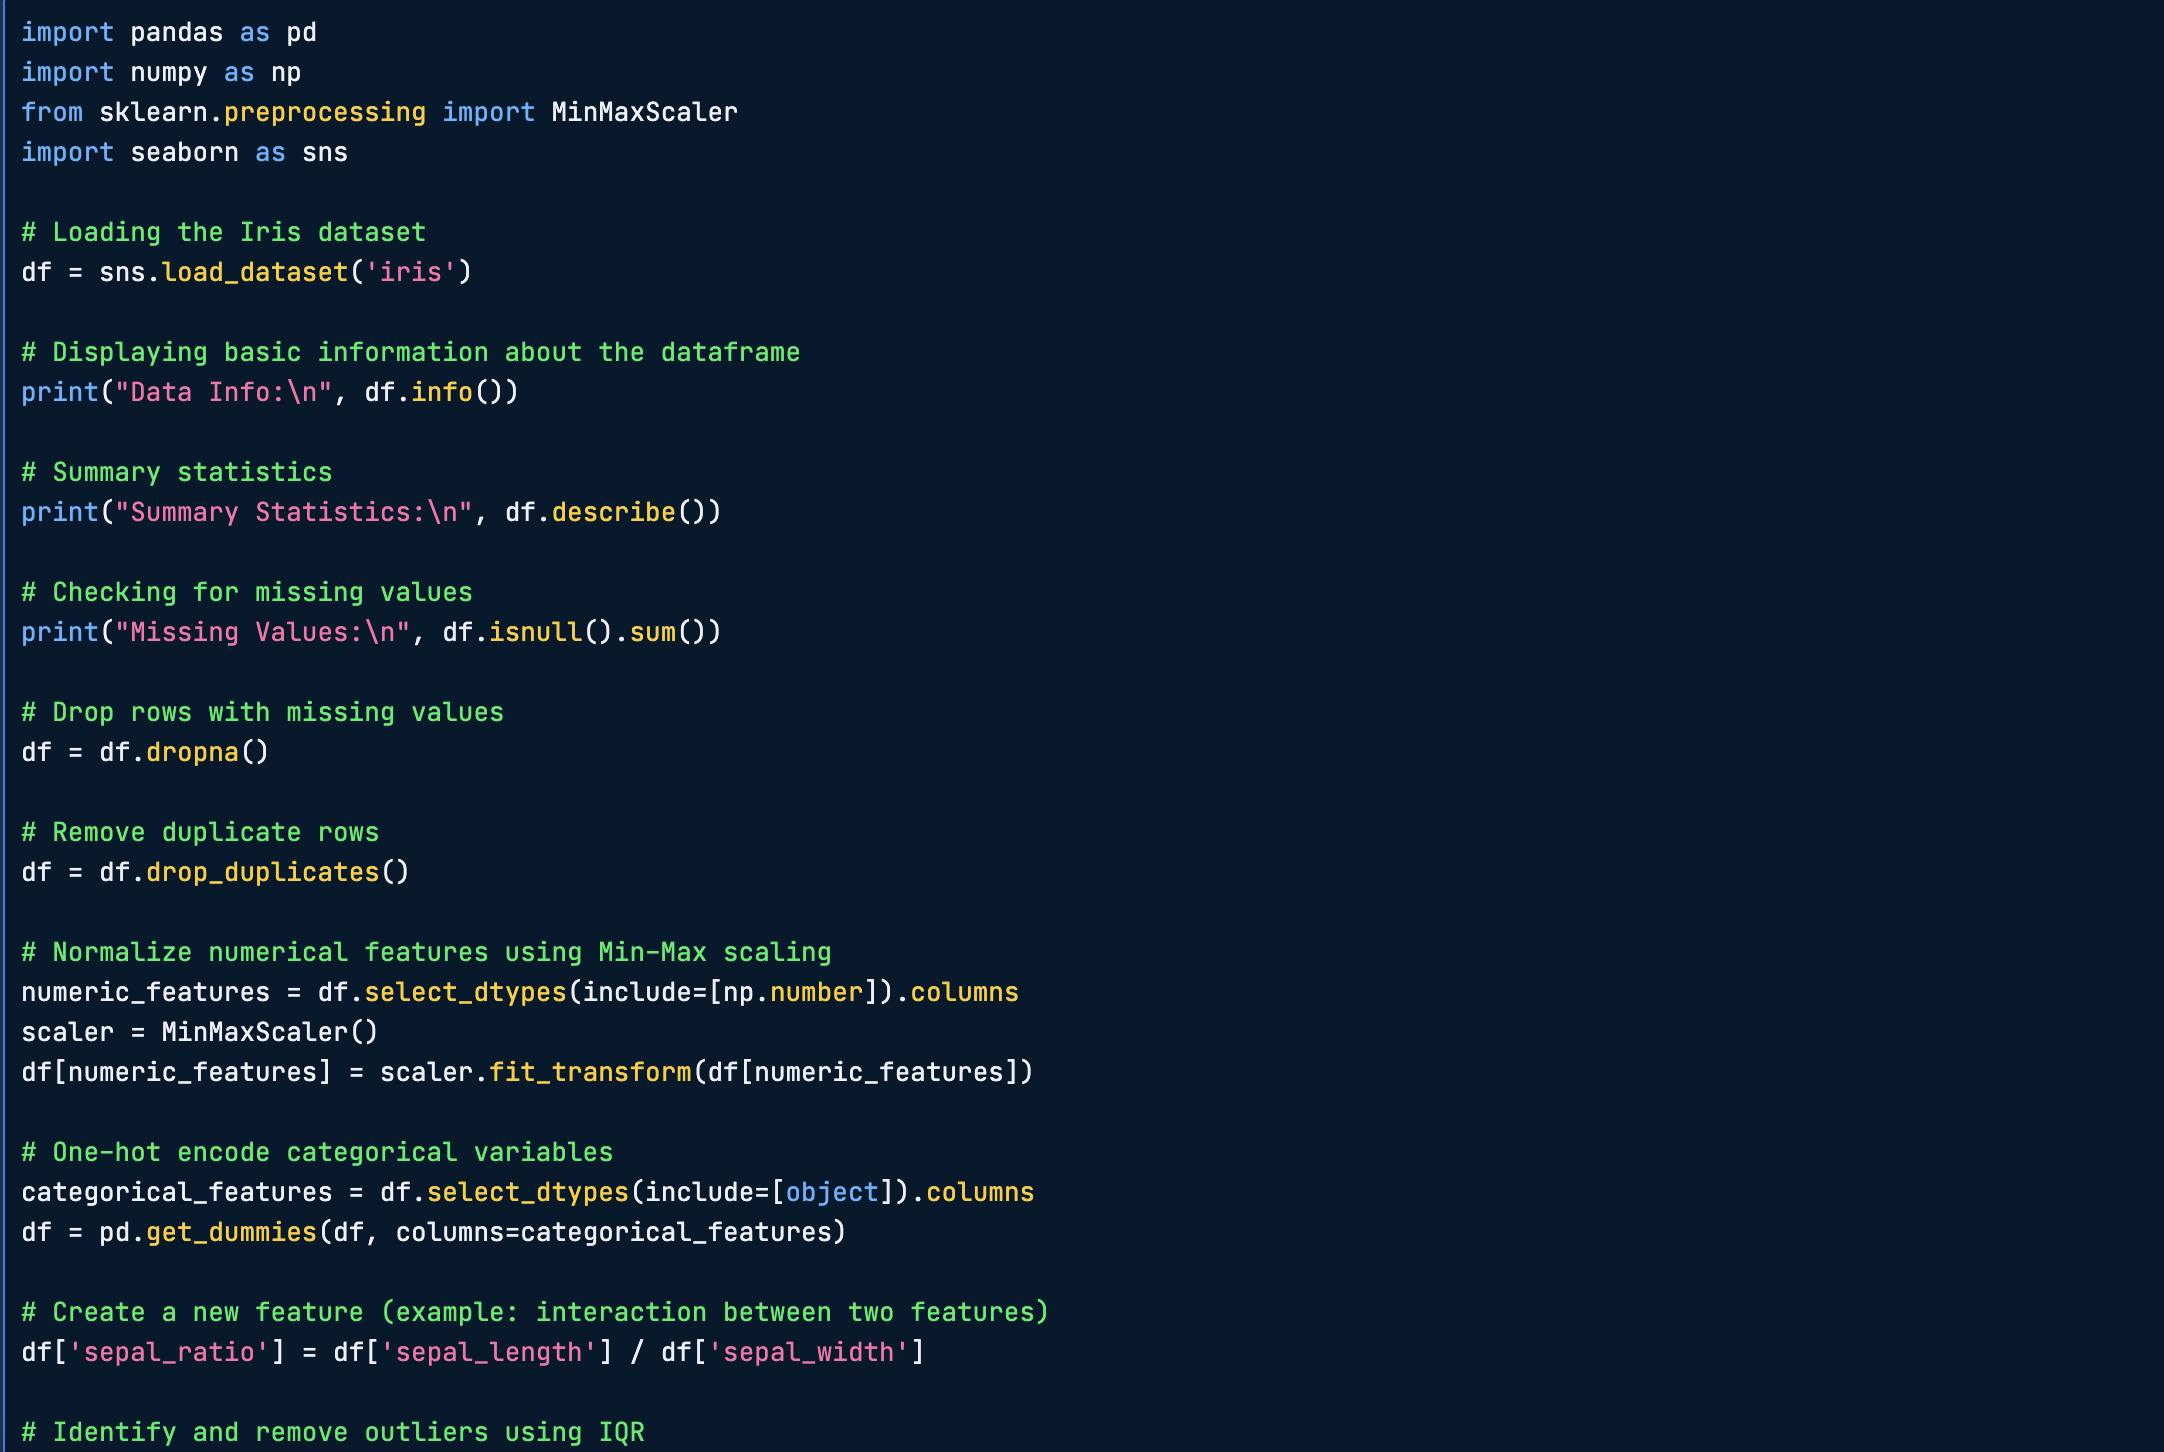 import pandas as pd
import numpy as np
from sklearn.preprocessing import MinMaxScaler
import seaborn as sns
# Loading the Iris dataset
df = sns.load_dataset('iris')
# Displaying basic information about the dataframe
print("Data Info:\n", df.info())
# Summary statistics
print("Summary Statistics:\n", df.describe())
# Checking for missing values
print("Missing Values:\n", df.isnull().sum())
# Drop rows with missing values
df = df.dropna()
# Remove duplicate rows
df = df.drop_duplicates()
# Normalize numerical features using Min-Max scaling
numeric_features = df.select_dtypes(include=[np.number]).columns
scaler = MinMaxScaler()
df[numeric_features] = scaler.fit_transform(df[numeric_features])
# One-hot encode categorical variables
categorical_features = df.select_dtypes(include=[object]).columns
df = pd.get_dummies(df, columns=categorical_features)
# Create a new feature (example: interaction between two features)
df['sepal_ratio'] = df['sepal_length'] / df['sepal_width']
# Identify and remove outliers using IQR